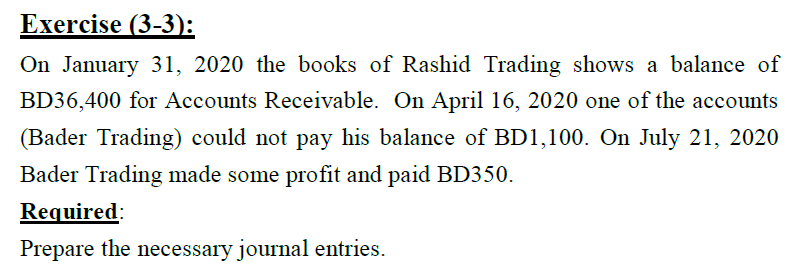 Exercise (3-3):
On January 31, 2020 the books of Rashid Trading shows a balance of
BD36,400 for Accounts Receivable. On April 16, 2020 one of the accounts
(Bader Trading) could not pay his balance of BD1,100. On July 21, 2020
Bader Trading made some profit and paid BD350.
Required:
Prepare the necessary journal entries.